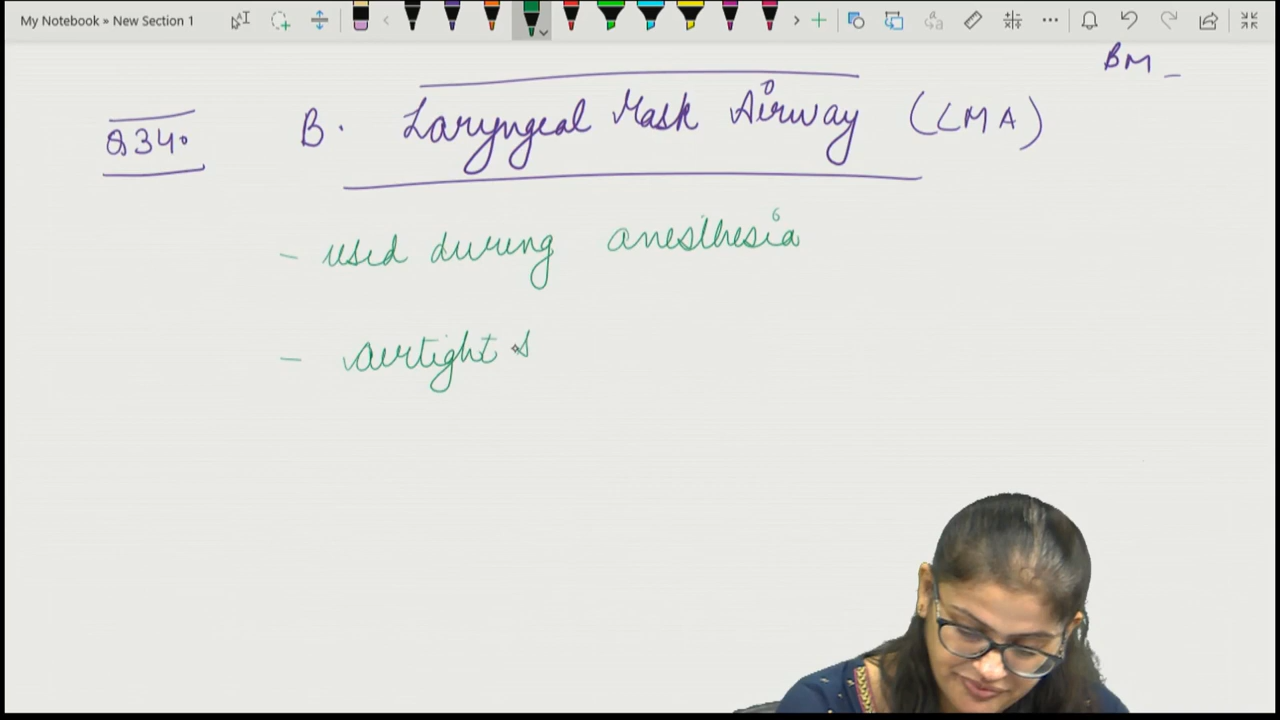 My Notebook » New Section 1
BM _
Q34.
B. Laryngeal Mask Airway (LMA)
- Used during anesthesia
- airtight s